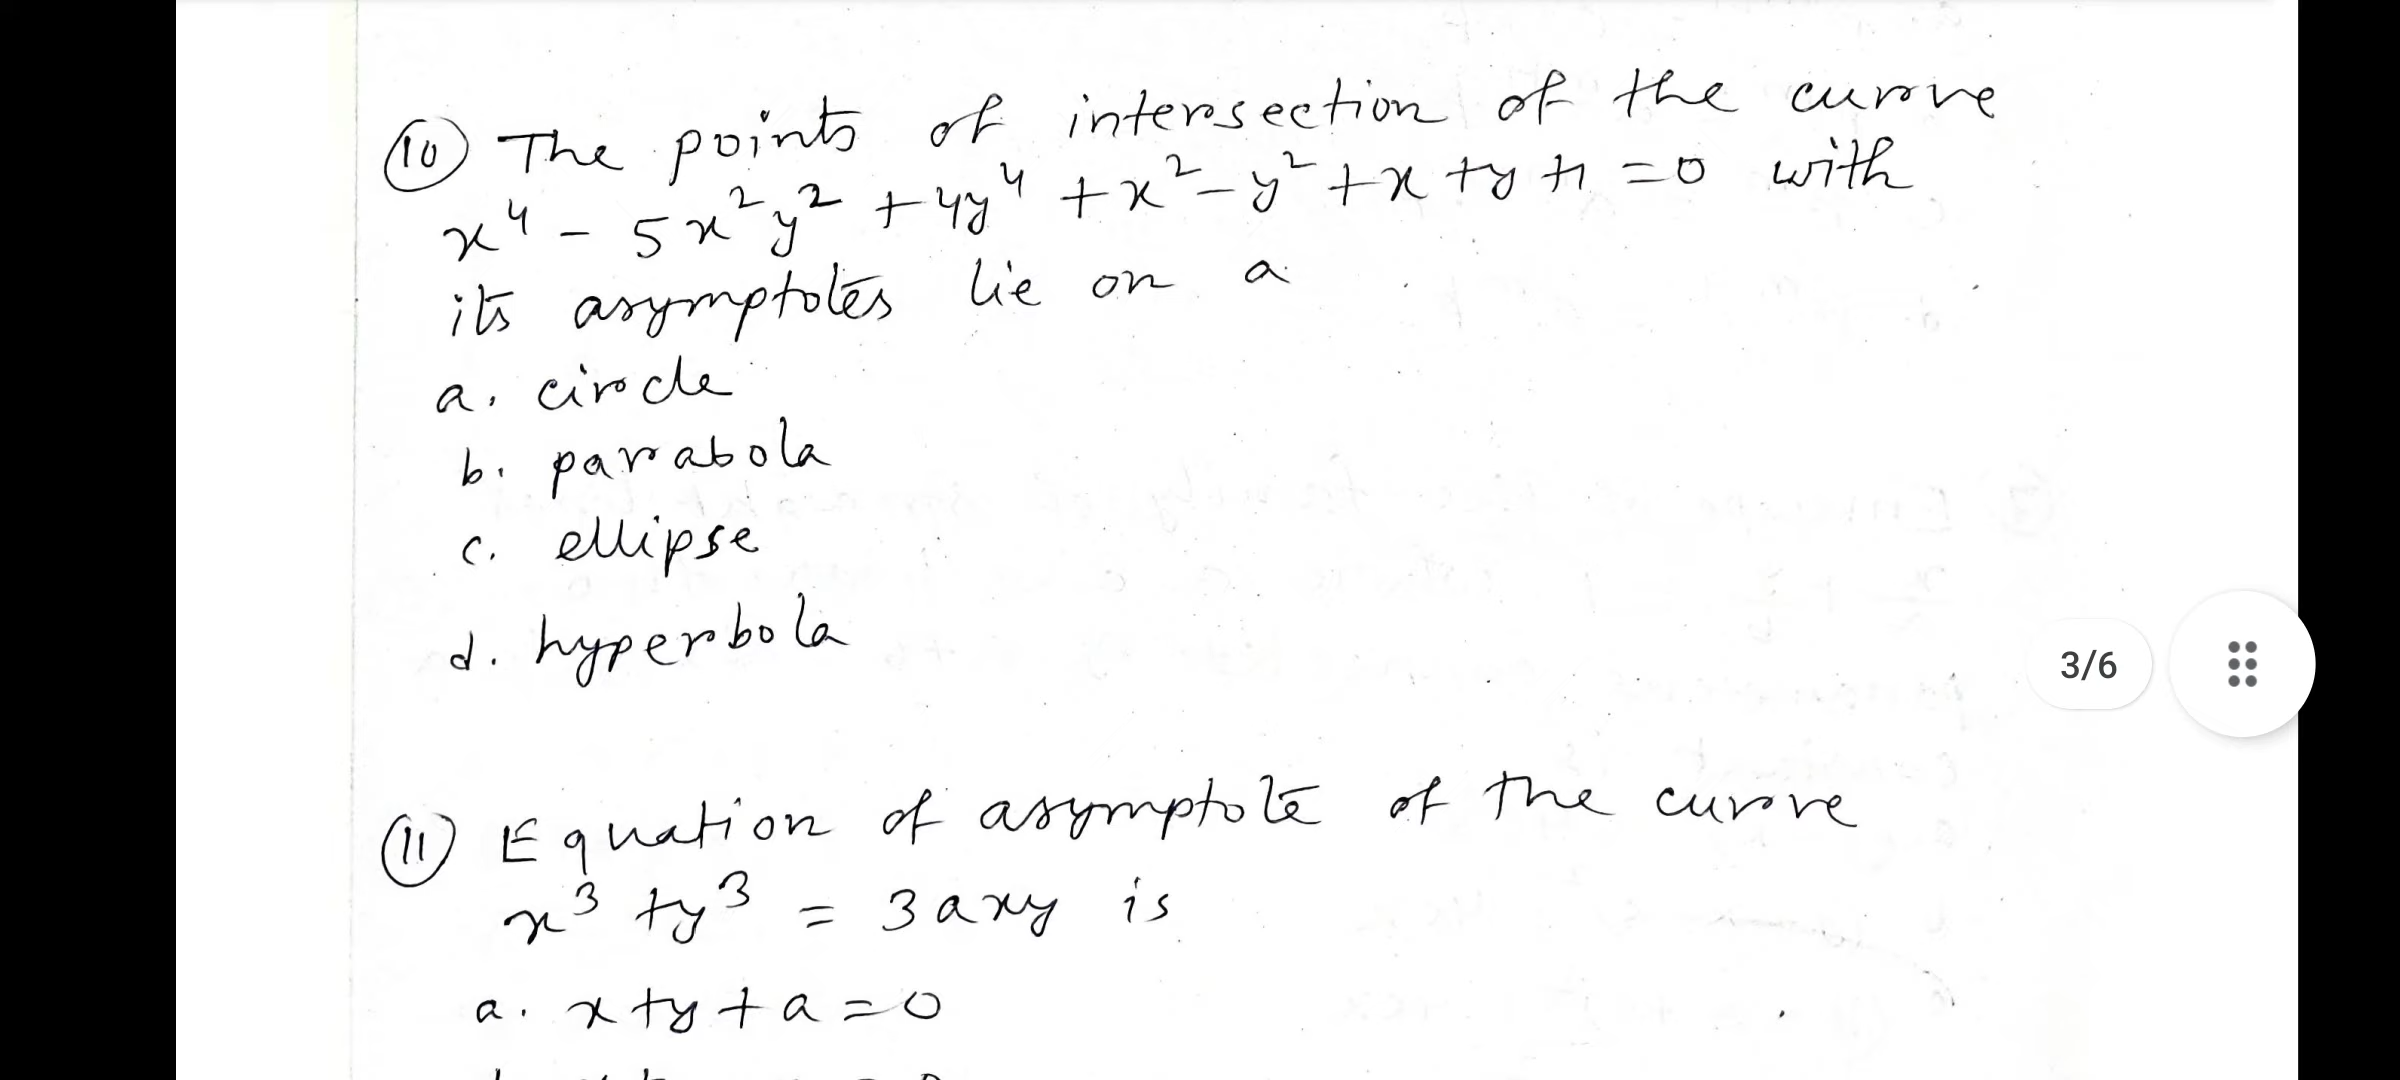 (10) The points of intersection of the curve
x⁴ - 5x²y² + 4y⁴ + x² - y² + x + y + 1 = 0 with
its asymptotes lie on a
a. circle
b. parabola
c. ellipse
d. hyperbola
3/6
(11) Equation of asymptote of the curve
x³ + y³ = 3axy is
a. x + y + a = 0